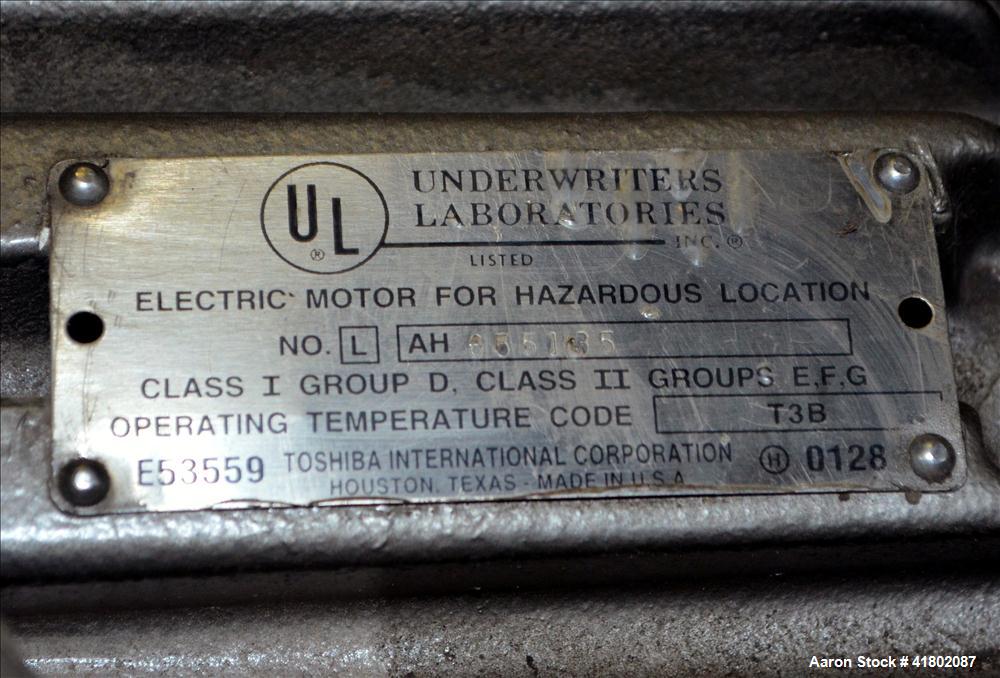 UL ®
UNDERWRITERS
LABORATORIES
INC.®
LISTED
ELECTRIC MOTOR FOR HAZARDOUS LOCATION
NO. L AH
CLASS I GROUP D, CLASS II GROUPS E,F,G
OPERATING TEMPERATURE CODE T3B
E53559 TOSHIBA INTERNATIONAL CORPORATION Ⓗ 0128
HOUSTON, TEXAS - MADE IN U.S.A
Aaron Stock # 41802087